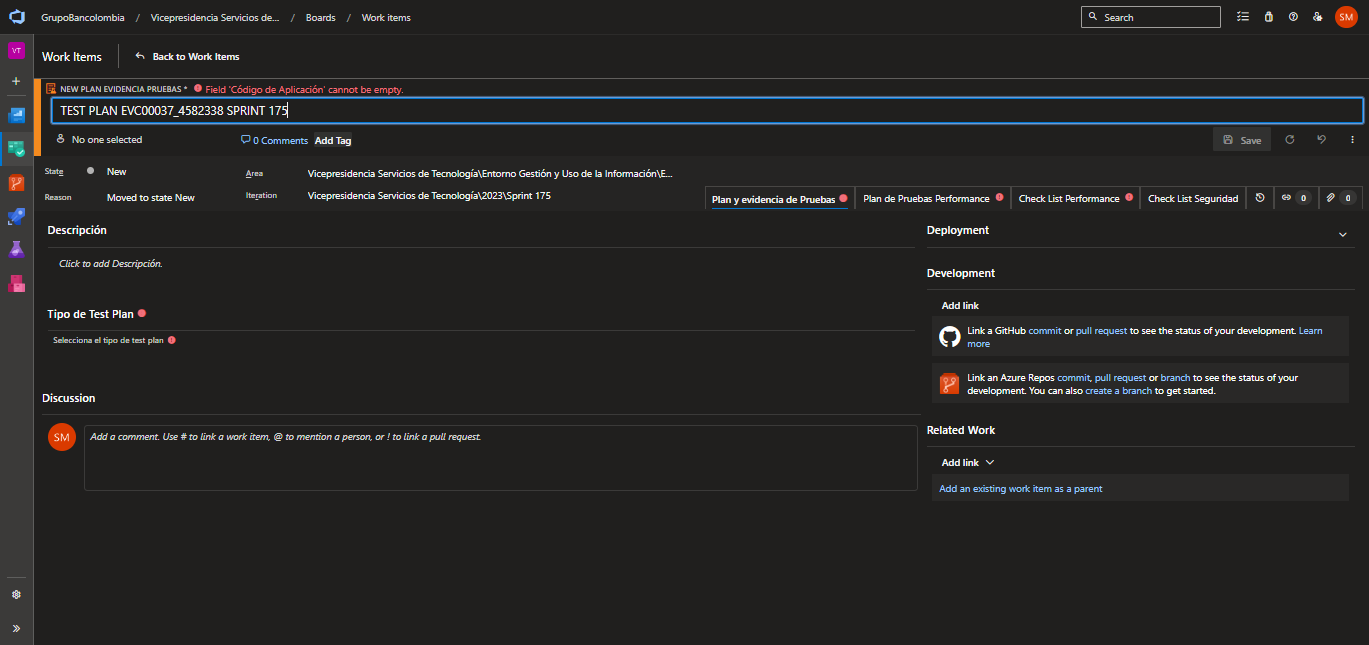 GrupoBancolombia / Vicepresidencia Servicios de... / Boards / Work items
Search
SM
VT
Work Items
Back to Work Items
NEW PLAN EVIDENCIA PRUEBAS * Field 'Código de Aplicación' cannot be empty.
TEST PLAN EVC00037_4582338 SPRINT 175
No one selected
0 Comments
Add Tag
Save
State
New
Area
Vicepresidencia Servicios de Tecnología\Entorno Gestión y Uso de la Información\E...
Reason
Moved to state New
Iteration
Vicepresidencia Servicios de Tecnología\2023\Sprint 175
Plan y evidencia de Pruebas
Plan de Pruebas Performance
Check List Performance
Check List Seguridad
0
0
Descripción
Click to add Descripción.
Tipo de Test Plan
Selecciona el tipo de test plan
Discussion
SM
Add a comment. Use # to link a work item, @ to mention a person, or ! to link a pull request.
Deployment
Development
Add link
Link a GitHub commit or pull request to see the status of your development. Learn
more
Link an Azure Repos commit, pull request or branch to see the status of your
development. You can also create a branch to get started.
Related Work
Add link
Add an existing work item as a parent